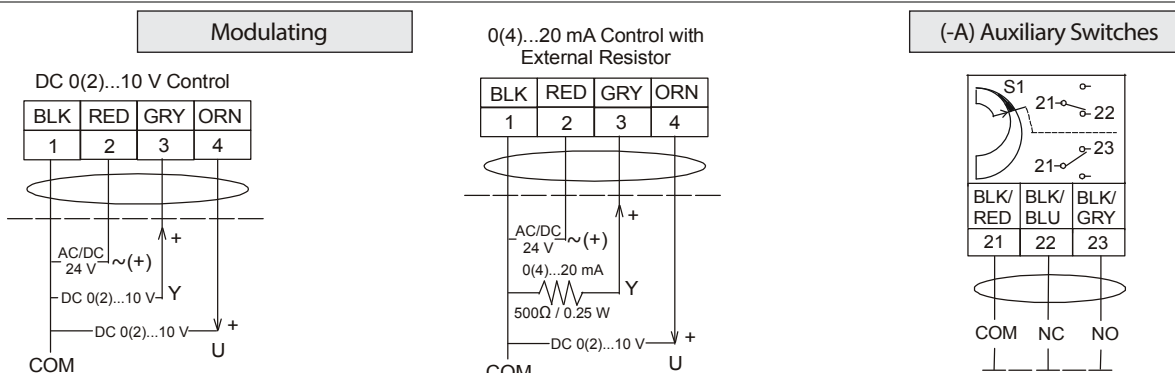 Modulating
DC 0(2)...10 V Control
BLK RED GRY ORN
1 2 3 4
AC/DC
24 V
~(+)
+
DC 0(2)...10 V
Y
DC 0(2)...10 V
+
U
COM
0(4)...20 mA Control with
External Resistor
BLK RED GRY ORN
1 2 3 4
AC/DC
24 V
~(+)
+
0(4)...20 mA
Y
500Ω / 0.25 W
DC 0(2)...10 V
+
U
COM
(-A) Auxiliary Switches
S1
21
22
23
21
BLK/ BLK/ BLK/
RED BLU GRY
21 22 23
COM NC NO